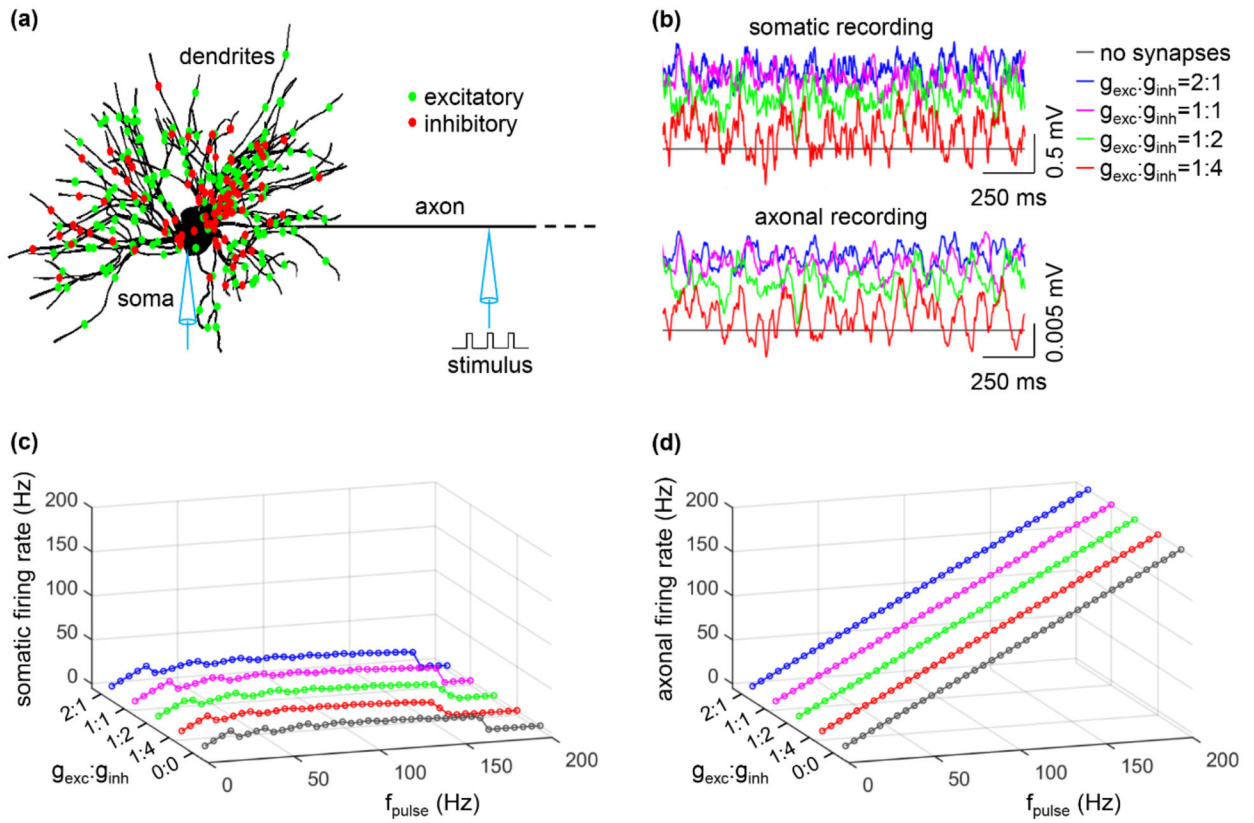 (a)
dendrites
excitatory
inhibitory
axon
soma
stimulus
(b)
somatic recording
0.5 mV
250 ms
axonal recording
0.005 mV
250 ms
no synapses
gexc:ginh=2:1
gexc:ginh=1:1
gexc:ginh=1:2
gexc:ginh=1:4
(c)
somatic firing rate (Hz)
200
150
100
50
0
2:1
1:1
1:2
1:4
0:0
gexc:ginh
0
50
100
150
200
fpulse (Hz)
(d)
axonal firing rate (Hz)
200
150
100
50
0
2:1
1:1
1:2
1:4
0:0
gexc:ginh
0
50
100
150
200
fpulse (Hz)